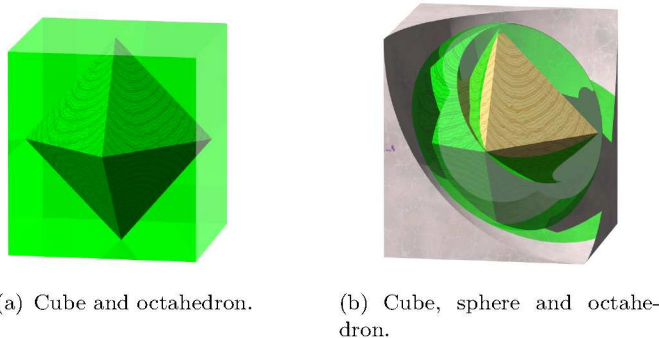 (a) Cube and octahedron.
(b) Cube, sphere and octahe-
dron.